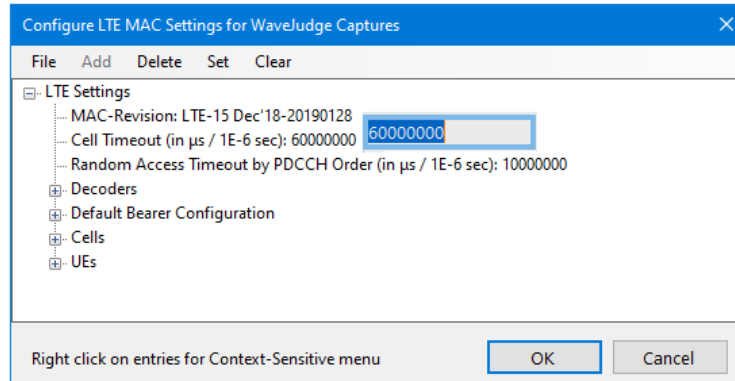 Configure LTE MAC Settings for WaveJudge Captures
File Add Delete Set Clear
LTE Settings
MAC-Revision: LTE-15 Dec'18-20190128
Cell Timeout (in µs / 1E-6 sec): 60000000 60000000
Random Access Timeout by PDCCH Order (in µs / 1E-6 sec): 10000000
Decoders
Default Bearer Configuration
Cells
UEs
Right click on entries for Context-Sensitive menu OK Cancel